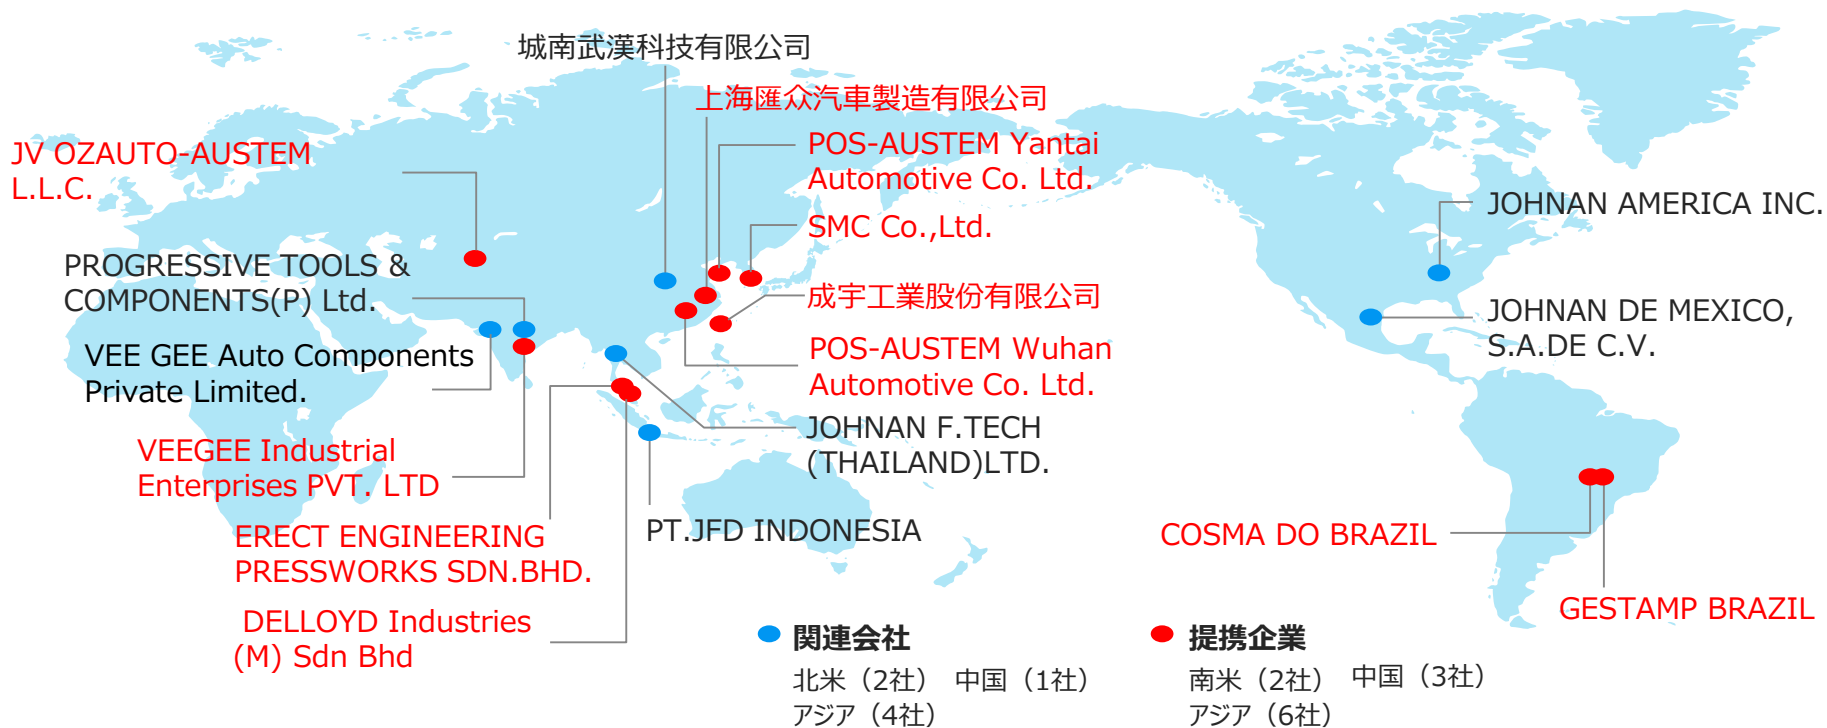 城南武漢科技有限公司
上海匯众汽車製造有限公司
JV OZAUTO-AUSTEM
L.L.C.
POS-AUSTEM Yantai
Automotive Co. Ltd.
SMC Co.,Ltd.
JOHNAN AMERICA INC.
PROGRESSIVE TOOLS &
COMPONENTS(P) Ltd.
成宇工業股份有限公司
JOHNAN DE MEXICO,
S.A.DE C.V.
VEE GEE Auto Components
Private Limited.
POS-AUSTEM Wuhan
Automotive Co. Ltd.
JOHNAN F.TECH
(THAILAND)LTD.
VEEGEE Industrial
Enterprises PVT. LTD
ERECT ENGINEERING
PRESSWORKS SDN.BHD.
PT.JFD INDONESIA
COSMA DO BRAZIL
GESTAMP BRAZIL
DELLOYD Industries
(M) Sdn Bhd
関連会社
北米（2社） 中国（1社）
アジア（4社）
提携企業
南米（2社） 中国（3社）
アジア（6社）